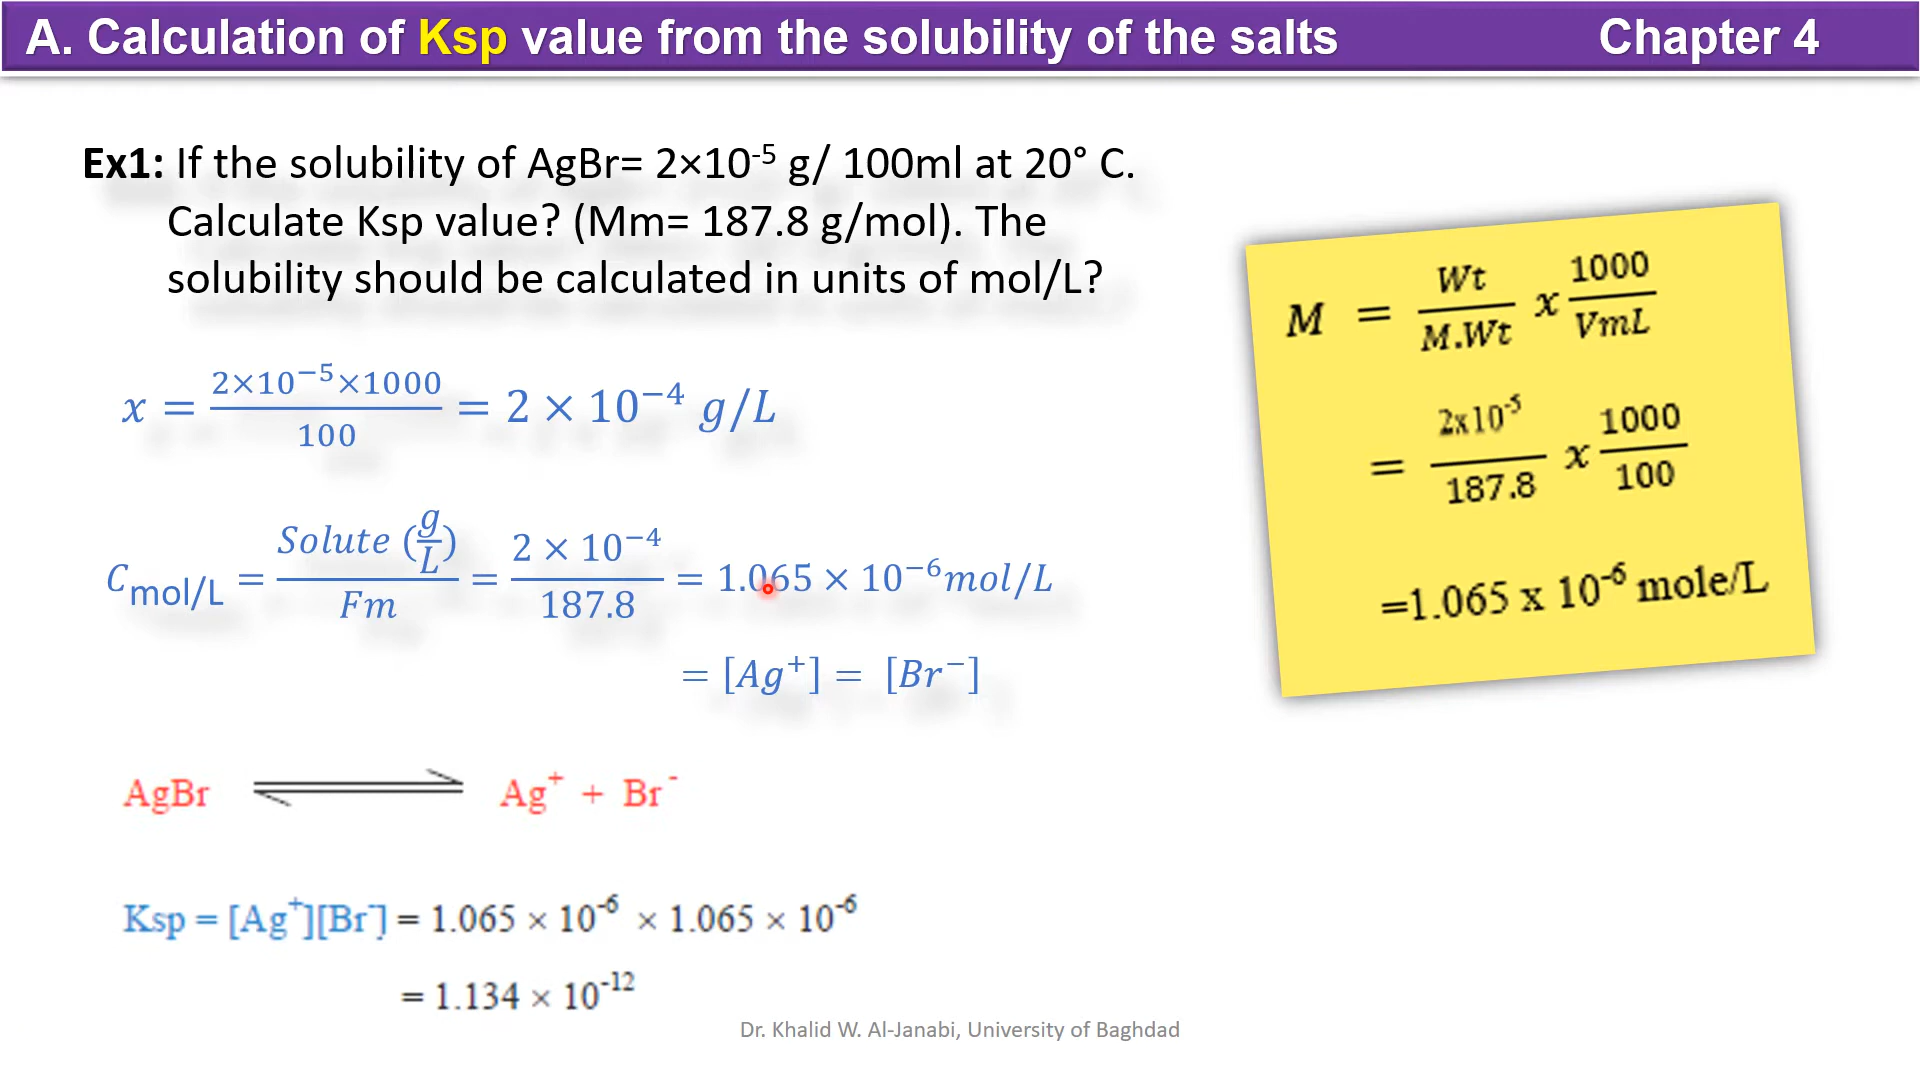 A. Calculation of Ksp value from the solubility of the salts Chapter 4
Ex1: If the solubility of AgBr= 2×10⁻⁵ g/ 100ml at 20° C.
Calculate Ksp value? (Mm= 187.8 g/mol). The
solubility should be calculated in units of mol/L?
x = (2×10⁻⁵×1000)/100 = 2 × 10⁻⁴ g/L
C mol/L = Solute (g/L)/Fm = (2 × 10⁻⁴)/187.8 = 1.065 × 10⁻⁶ mol/L
= [Ag⁺] = [Br⁻]
AgBr ⇌ Ag⁺ + Br⁻
Ksp = [Ag⁺][Br⁻] = 1.065 × 10⁻⁶ × 1.065 × 10⁻⁶
= 1.134 × 10⁻¹²
M = Wt/M.Wt x 1000/VmL
= 2x10⁻⁵/187.8 x 1000/100
=1.065 x 10⁻⁶ mole/L
Dr. Khalid W. Al-Janabi, University of Baghdad